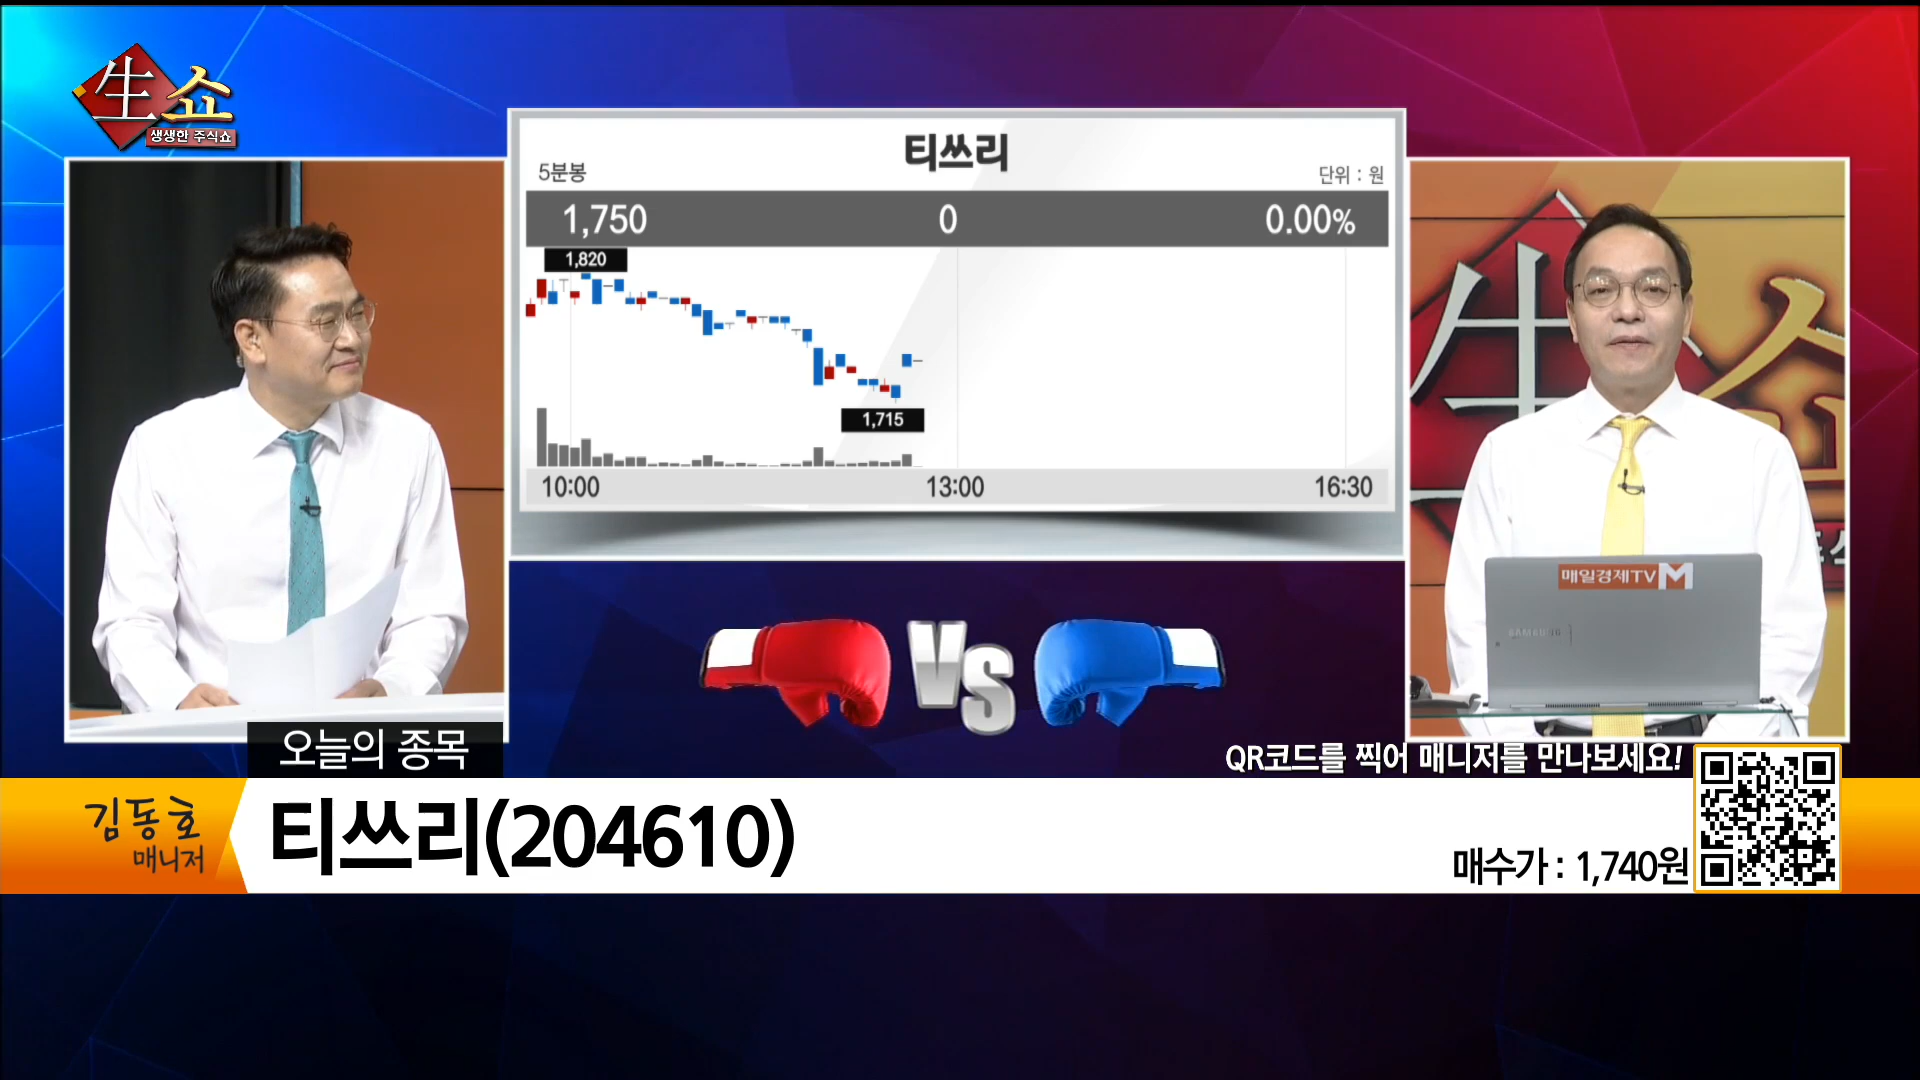 生쇼
생생한 주식쇼
티쓰리
5분봉
단위 : 원
1,750 0 0.00%
1,820
1,715
10:00 13:00 16:30
生쇼
매일경제TV M
SAMSUNG
VS
오늘의 종목
QR코드를 찍어 매니저를 만나보세요!
김동호
매니저
티쓰리(204610)
매수가 : 1,740원